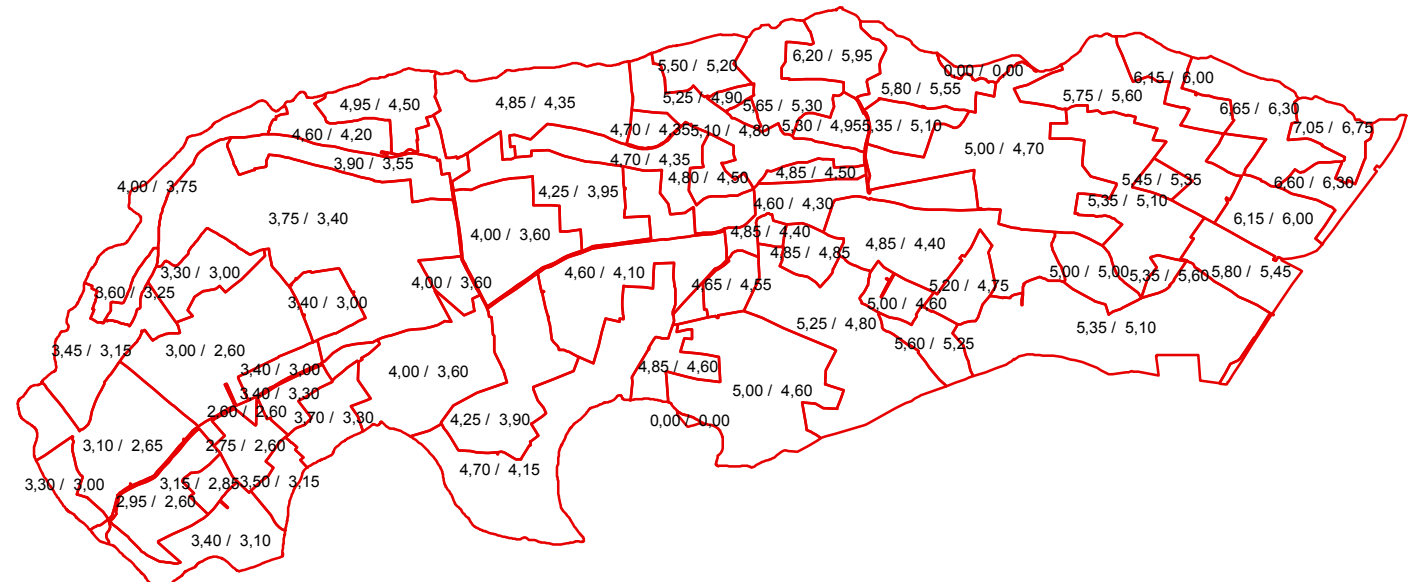 6,20 / 5,95
5,50 / 5,20
0,00 / 0,00
6,15 / 6,00
5,80 / 5,55
5,75 / 5,60
5,25 / 4,90
4,95 / 4,50
4,85 / 4,35
5,65 / 5,30
6,65 / 6,30
5,30 / 4,95
5,35 / 5,10
7,05 / 6,75
4,70 / 4,35
5,10 / 4,80
4,60 / 4,20
5,00 / 4,70
4,70 / 4,35
3,90 / 3,55
4,85 / 4,50
4,80 / 4,50
5,45 / 5,35
6,60 / 6,30
4,00 / 3,75
4,25 / 3,95
5,35 / 5,10
4,60 / 4,30
3,75 / 3,40
6,15 / 6,00
4,00 / 3,60
4,85 / 4,40
4,85 / 4,40
4,85 / 4,85
3,30 / 3,00
4,60 / 4,10
5,00 / 5,00
5,35 / 5,60
5,80 / 5,45
4,00 / 3,60
4,65 / 4,55
5,20 / 4,75
3,60 / 3,25
3,40 / 3,00
5,00 / 4,60
5,25 / 4,80
5,35 / 5,10
5,60 / 5,25
3,45 / 3,15
3,00 / 2,60
4,85 / 4,60
3,40 / 3,00
4,00 / 3,60
5,00 / 4,60
3,40 / 3,30
2,60 / 2,60
3,70 / 3,30
4,25 / 3,90
0,00 / 0,00
3,10 / 2,65
2,75 / 2,60
4,70 / 4,15
3,30 / 3,00
3,15 / 2,85
3,50 / 3,15
2,95 / 2,60
3,40 / 3,10